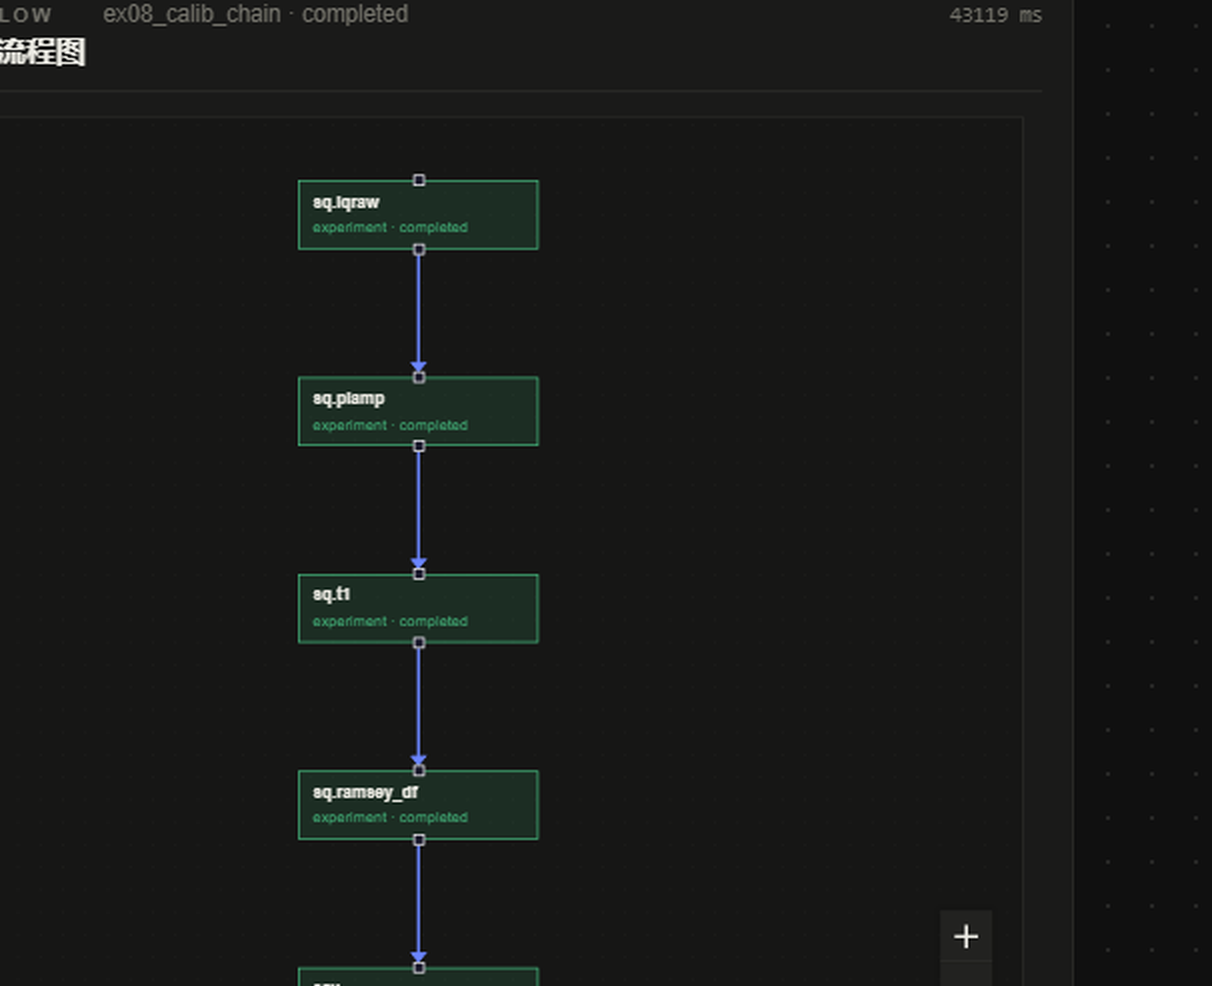 LOW ex08_calib_chain · completed 43119 ms
流程图
sq.iqraw
experiment · completed
sq.piamp
experiment · completed
sq.t1
experiment · completed
sq.ramsey_df
experiment · completed
+